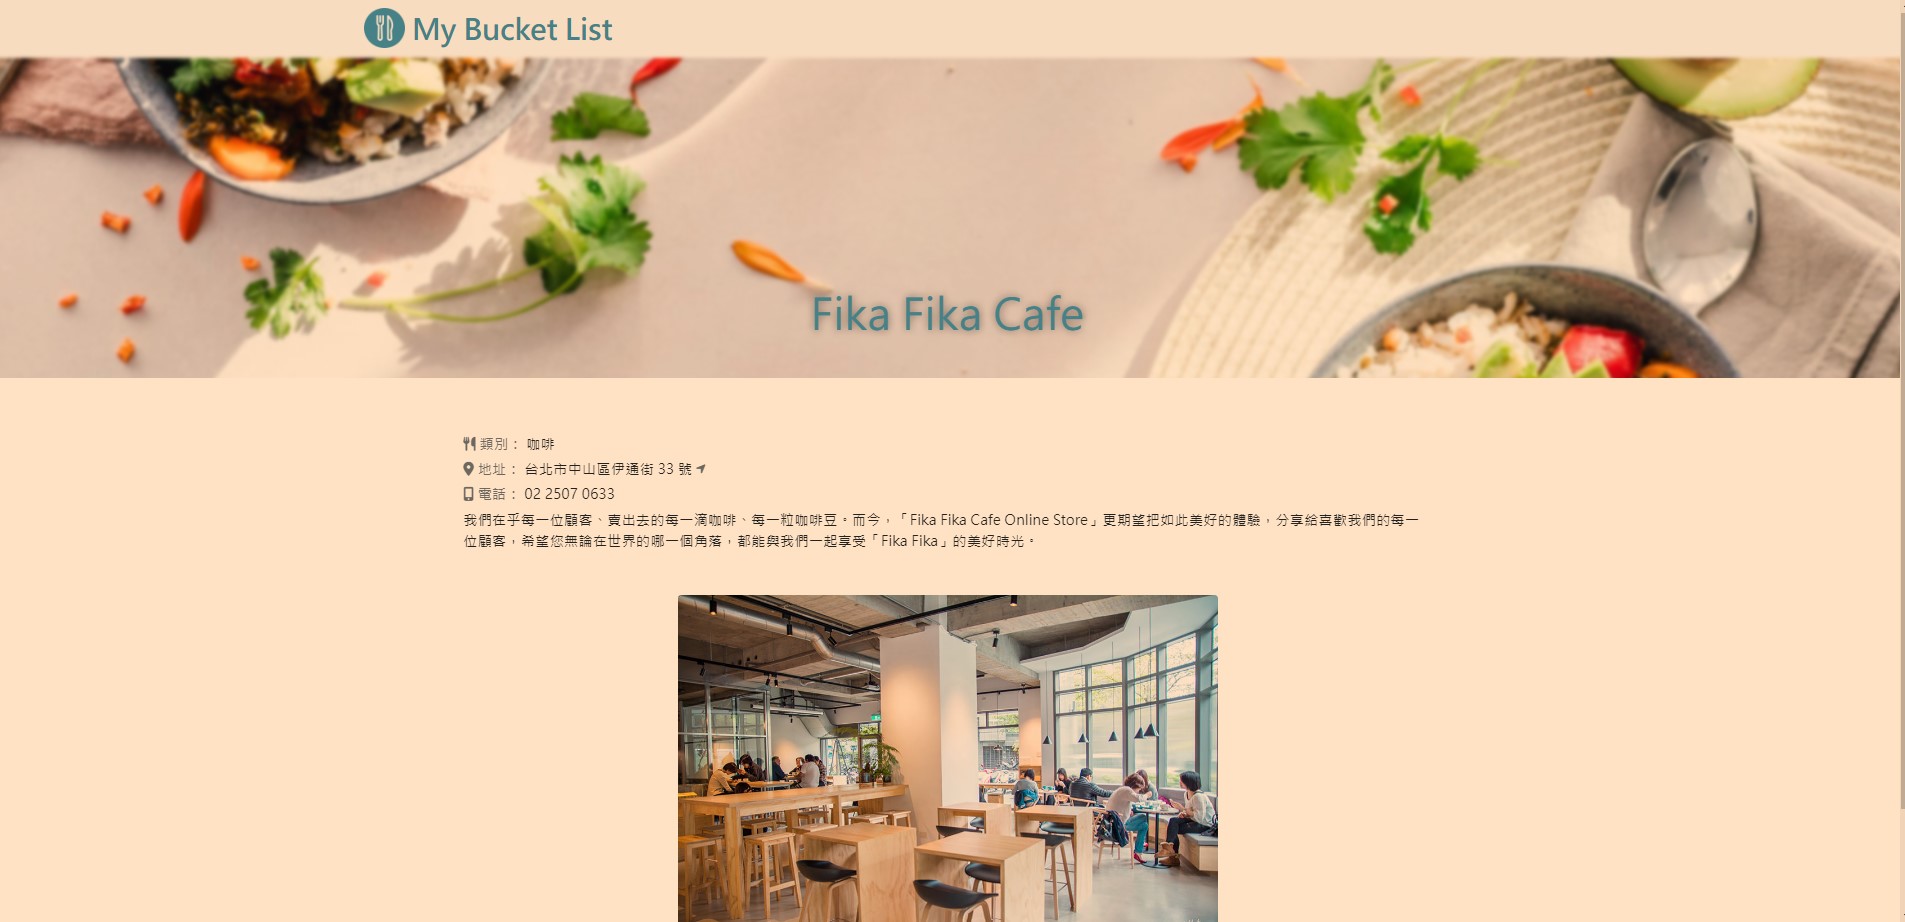 My Bucket List
Fika Fika Cafe
類別： 咖啡
地址： 台北市中山區伊通街 33 號
電話： 02 2507 0633
我們在乎每一位顧客、賣出去的每一滴咖啡、每一粒咖啡豆。而今，「Fika Fika Cafe Online Store」更期望把如此美好的體驗，分享給喜歡我們的每一
位顧客，希望您無論在世界的哪一個角落，都能與我們一起享受「Fika Fika」的美好時光。